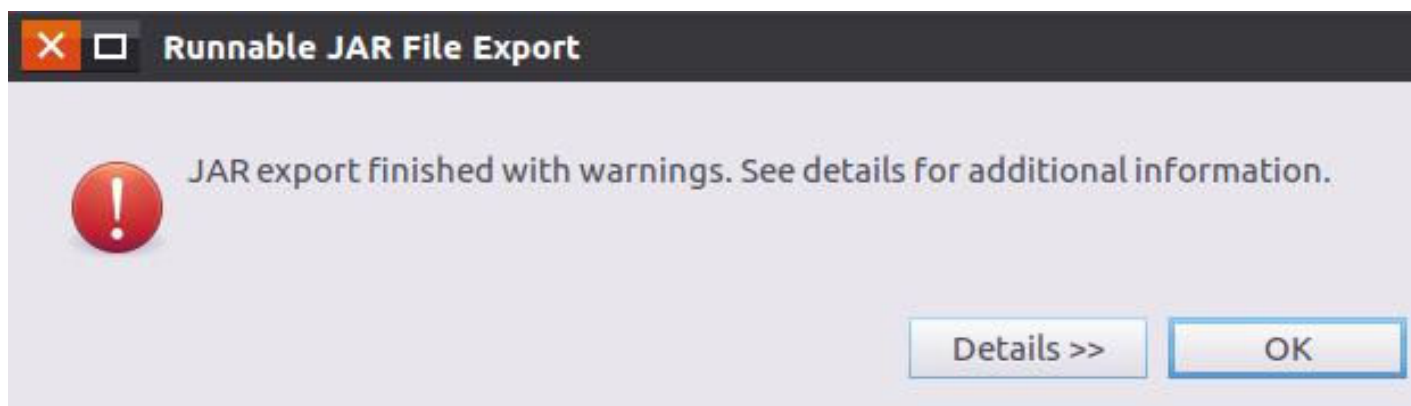 Runnable JAR File Export
JAR export finished with warnings. See details for additional information.
Details >>
OK